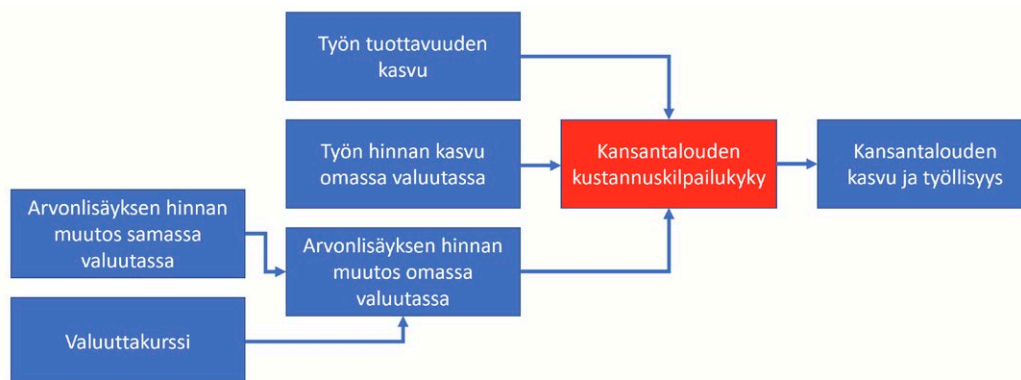 Työn tuottavuuden
kasvu
Työn hinnan kasvu
omassa valuutassa
Kansantalouden
kustannuskilpailukyky
Kansantalouden
kasvu ja työllisyys
Arvonlisäyksen hinnan
muutos samassa
valuutassa
Arvonlisäyksen hinnan
muutos omassa
valuutassa
Valuuttakurssi